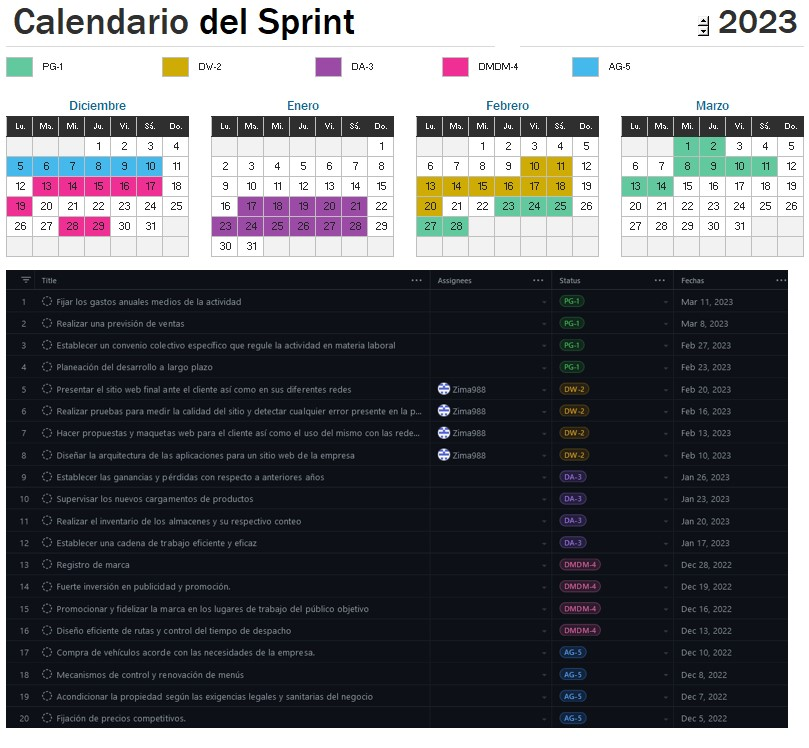 Calendario del Sprint
2023
PG-1
DW-2
DA-3
DMDM-4
AG-5
Diciembre
Lu. Ma. Mi. Ju. Vi. Sá. Do.
1 2 3 4
5 6 7 8 9 10 11
12 13 14 15 16 17 18
19 20 21 22 23 24 25
26 27 28 29 30 31
Enero
Lu. Ma. Mi. Ju. Vi. Sá. Do.
1
2 3 4 5 6 7 8
9 10 11 12 13 14 15
16 17 18 19 20 21 22
23 24 25 26 27 28 29
30 31
Febrero
Lu. Ma. Mi. Ju. Vi. Sá. Do.
1 2 3 4 5
6 7 8 9 10 11 12
13 14 15 16 17 18 19
20 21 22 23 24 25 26
27 28
Marzo
Lu. Ma. Mi. Ju. Vi. Sá. Do.
1 2 3 4 5
6 7 8 9 10 11 12
13 14 15 16 17 18 19
20 21 22 23 24 25 26
27 28 29 30 31
Title ... Assignees ... Status ... Fechas ...
1 Fijar los gastos anuales medios de la actividad PG-1 Mar 11, 2023
2 Realizar una previsión de ventas PG-1 Mar 8, 2023
3 Establecer un convenio colectivo específico que regule la actividad en materia laboral PG-1 Feb 27, 2023
4 Planeación del desarrollo a largo plazo PG-1 Feb 23, 2023
5 Presentar el sitio web final ante el cliente así como en sus diferentes redes Zima988 DW-2 Feb 20, 2023
6 Realizar pruebas para medir la calidad del sitio y detectar cualquier error presente en la p... Zima988 DW-2 Feb 16, 2023
7 Hacer propuestas y maquetas web para el cliente así como el uso del mismo con las rede... Zima988 DW-2 Feb 13, 2023
8 Diseñar la arquitectura de las aplicaciones para un sitio web de la empresa Zima988 DW-2 Feb 10, 2023
9 Establecer las ganancias y pérdidas con respecto a anteriores años DA-3 Jan 26, 2023
10 Supervisar los nuevos cargamentos de productos DA-3 Jan 23, 2023
11 Realizar el inventario de los almacenes y su respectivo conteo DA-3 Jan 20, 2023
12 Establecer una cadena de trabajo eficiente y eficaz DA-3 Jan 17, 2023
13 Registro de marca DMDM-4 Dec 28, 2022
14 Fuerte inversión en publicidad y promoción. DMDM-4 Dec 19, 2022
15 Promocionar y fidelizar la marca en los lugares de trabajo del público objetivo DMDM-4 Dec 16, 2022
16 Diseño eficiente de rutas y control del tiempo de despacho DMDM-4 Dec 13, 2022
17 Compra de vehículos acorde con las necesidades de la empresa. AG-5 Dec 10, 2022
18 Mecanismos de control y renovación de menús AG-5 Dec 8, 2022
19 Acondicionar la propiedad según las exigencias legales y sanitarias del negocio AG-5 Dec 7, 2022
20 Fijación de precios competitivos. AG-5 Dec 5, 2022